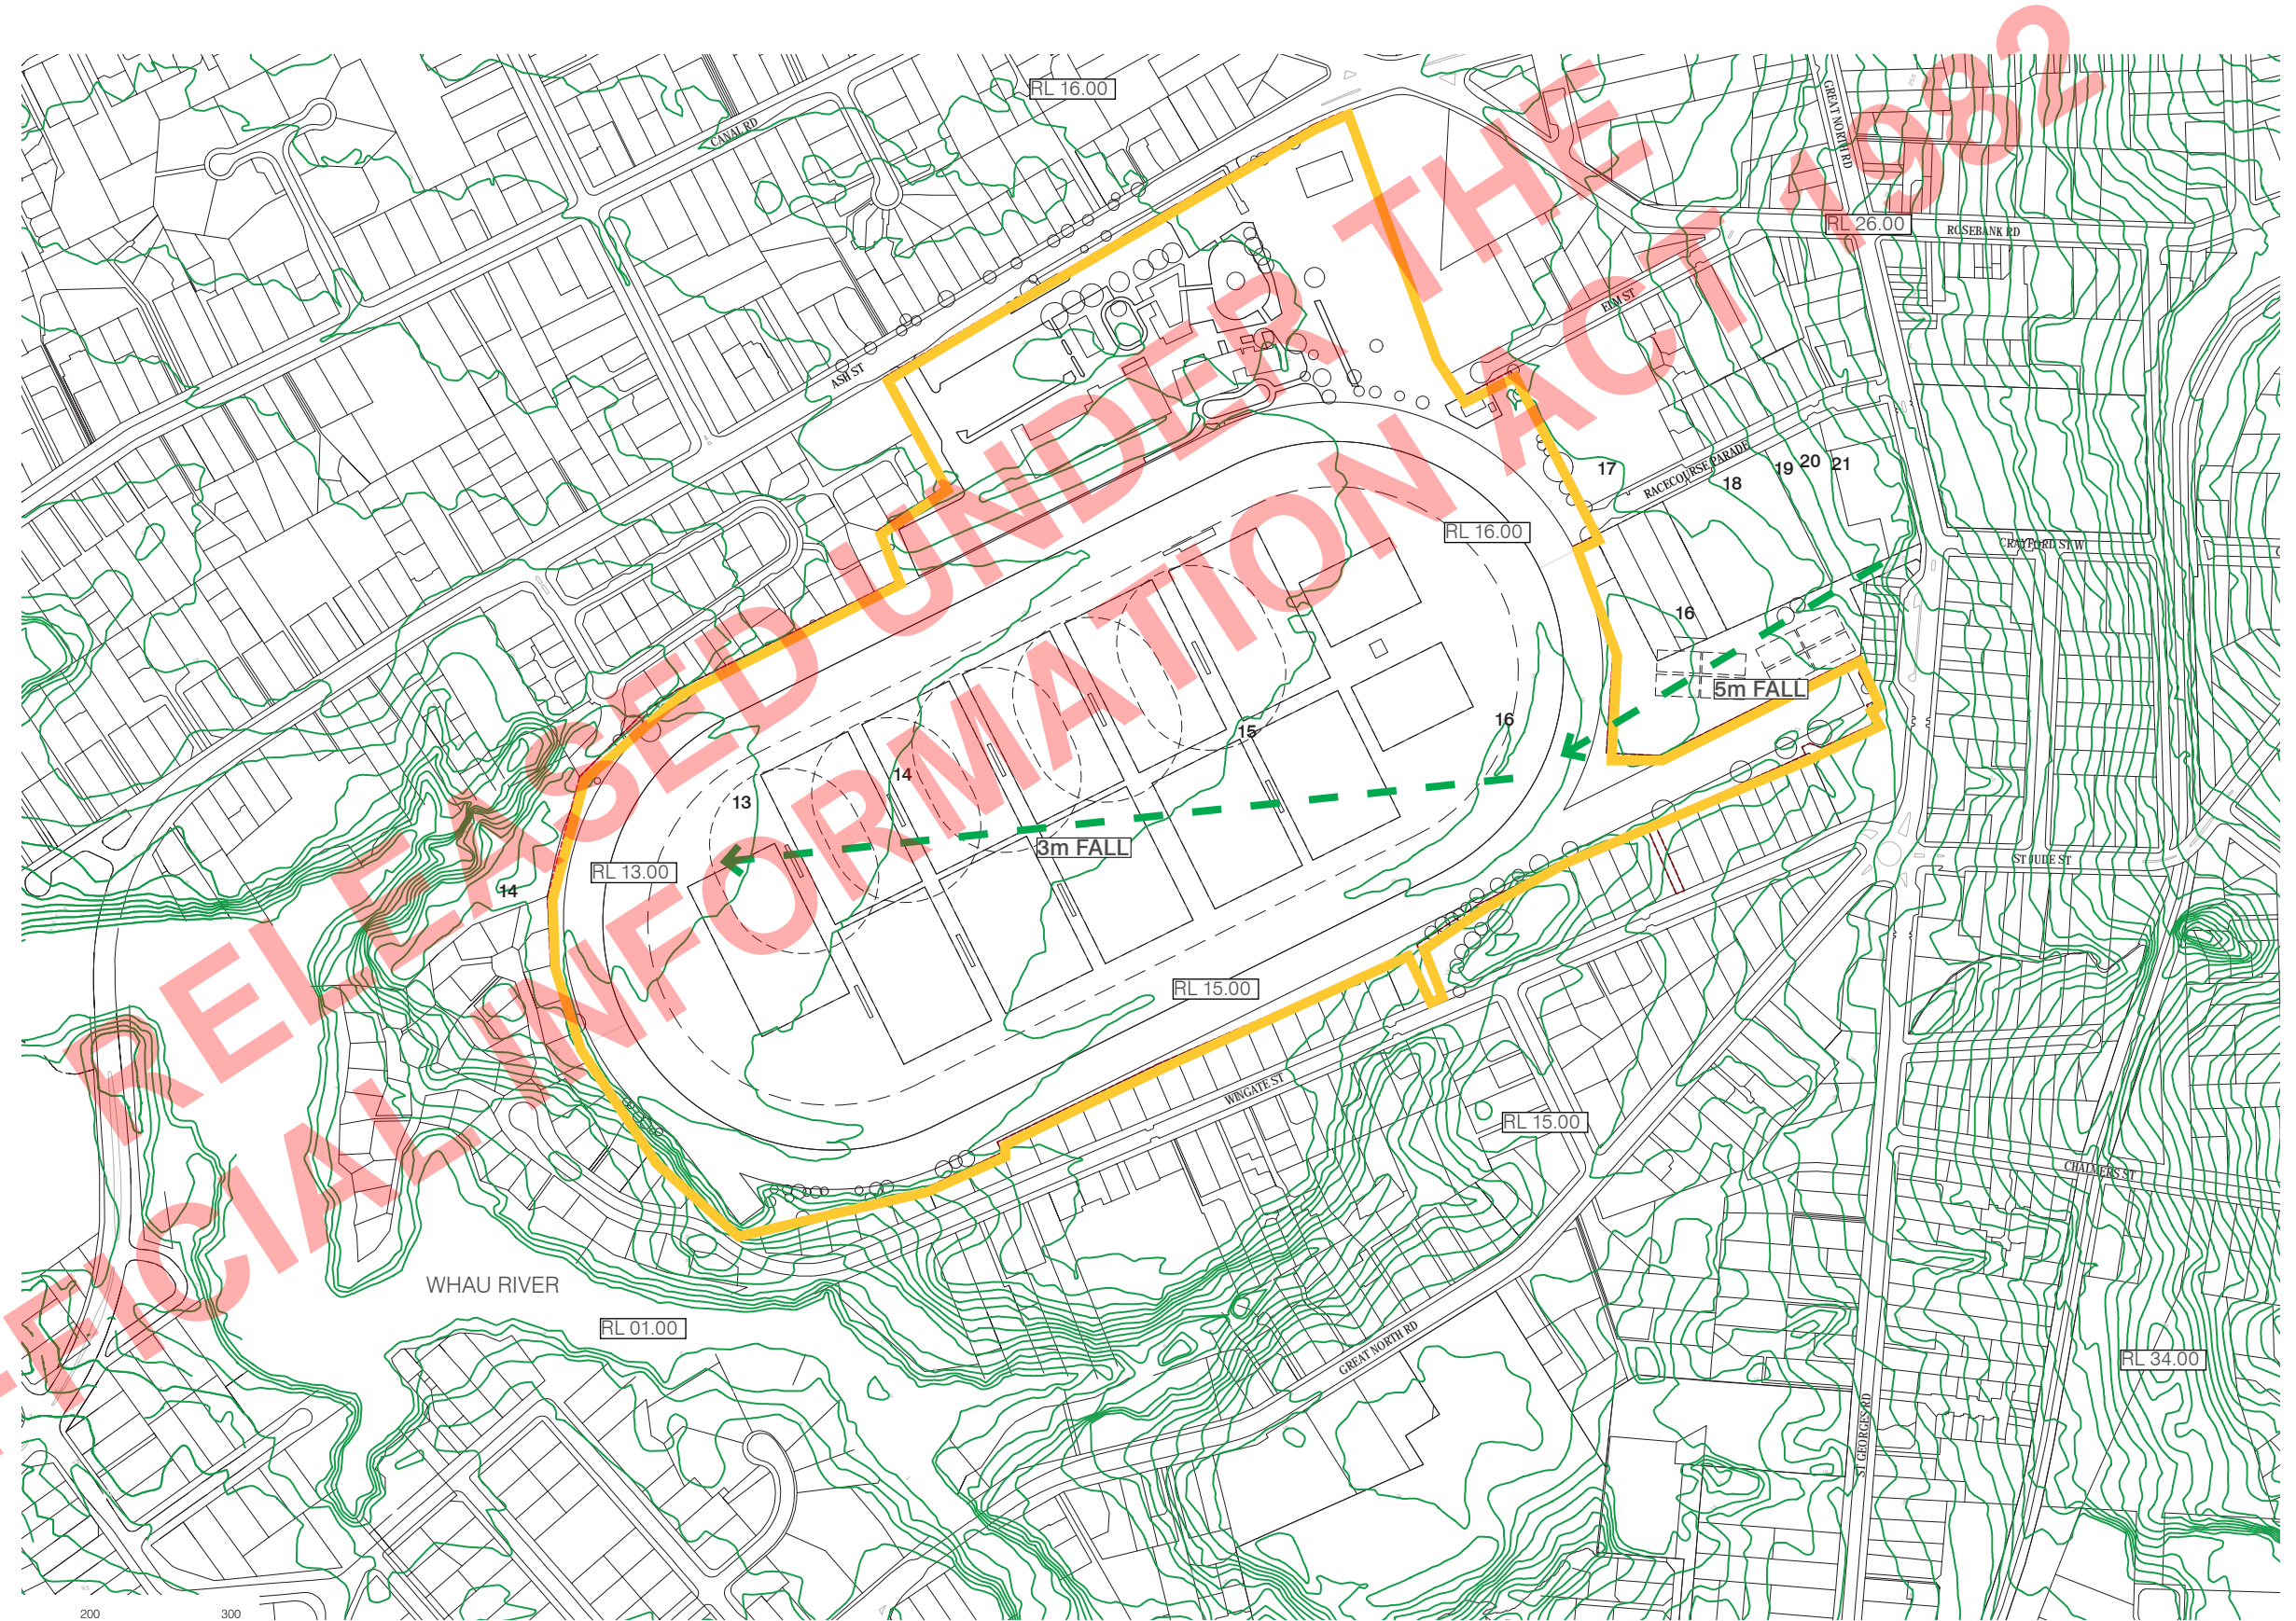 RL 16.00
CANAL RD
GREAT NORTH RD
RL 26.00
ROSEBANK RD
ELM ST
ASH ST
RELEASED UNDER THE
OFFICIAL INFORMATION ACT 1982
17
RACECOURSE PARADE
18
19
20
21
RL 16.00
CRAYFORD ST W
16
5m FALL
16
15
14
13
3m FALL
RL 13.00
14
ST JUDE ST
RL 15.00
WINGATE ST
RL 15.00
CHALMERS ST
WHAU RIVER
RL 01.00
GREAT NORTH RD
RL 34.00
ST GEORGES RD
200
300